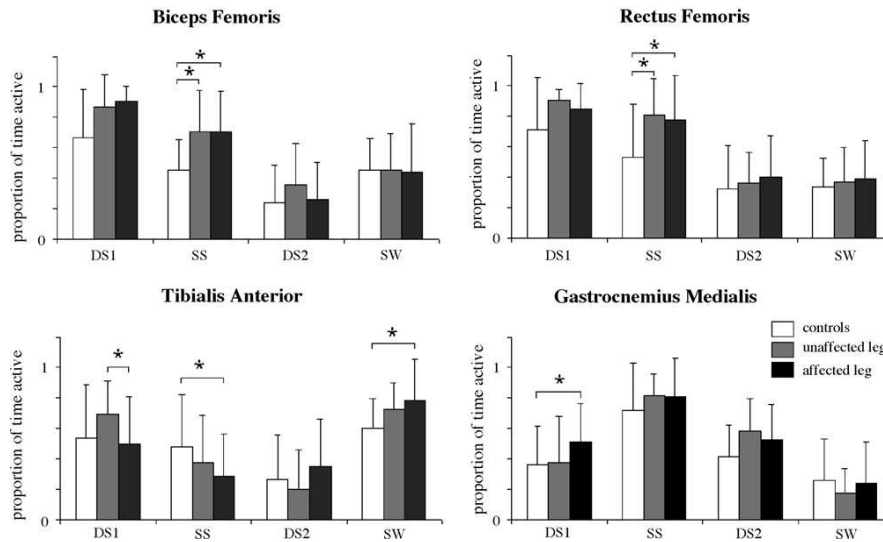 Biceps Femoris
proportion of time active
1
0
* *
DS1 SS DS2 SW
Rectus Femoris
proportion of time active
1
0
* *
DS1 SS DS2 SW
Tibialis Anterior
proportion of time active
1
0
* * *
DS1 SS DS2 SW
Gastrocnemius Medialis
proportion of time active
1
0
*
controls
unaffected leg
affected leg
DS1 SS DS2 SW